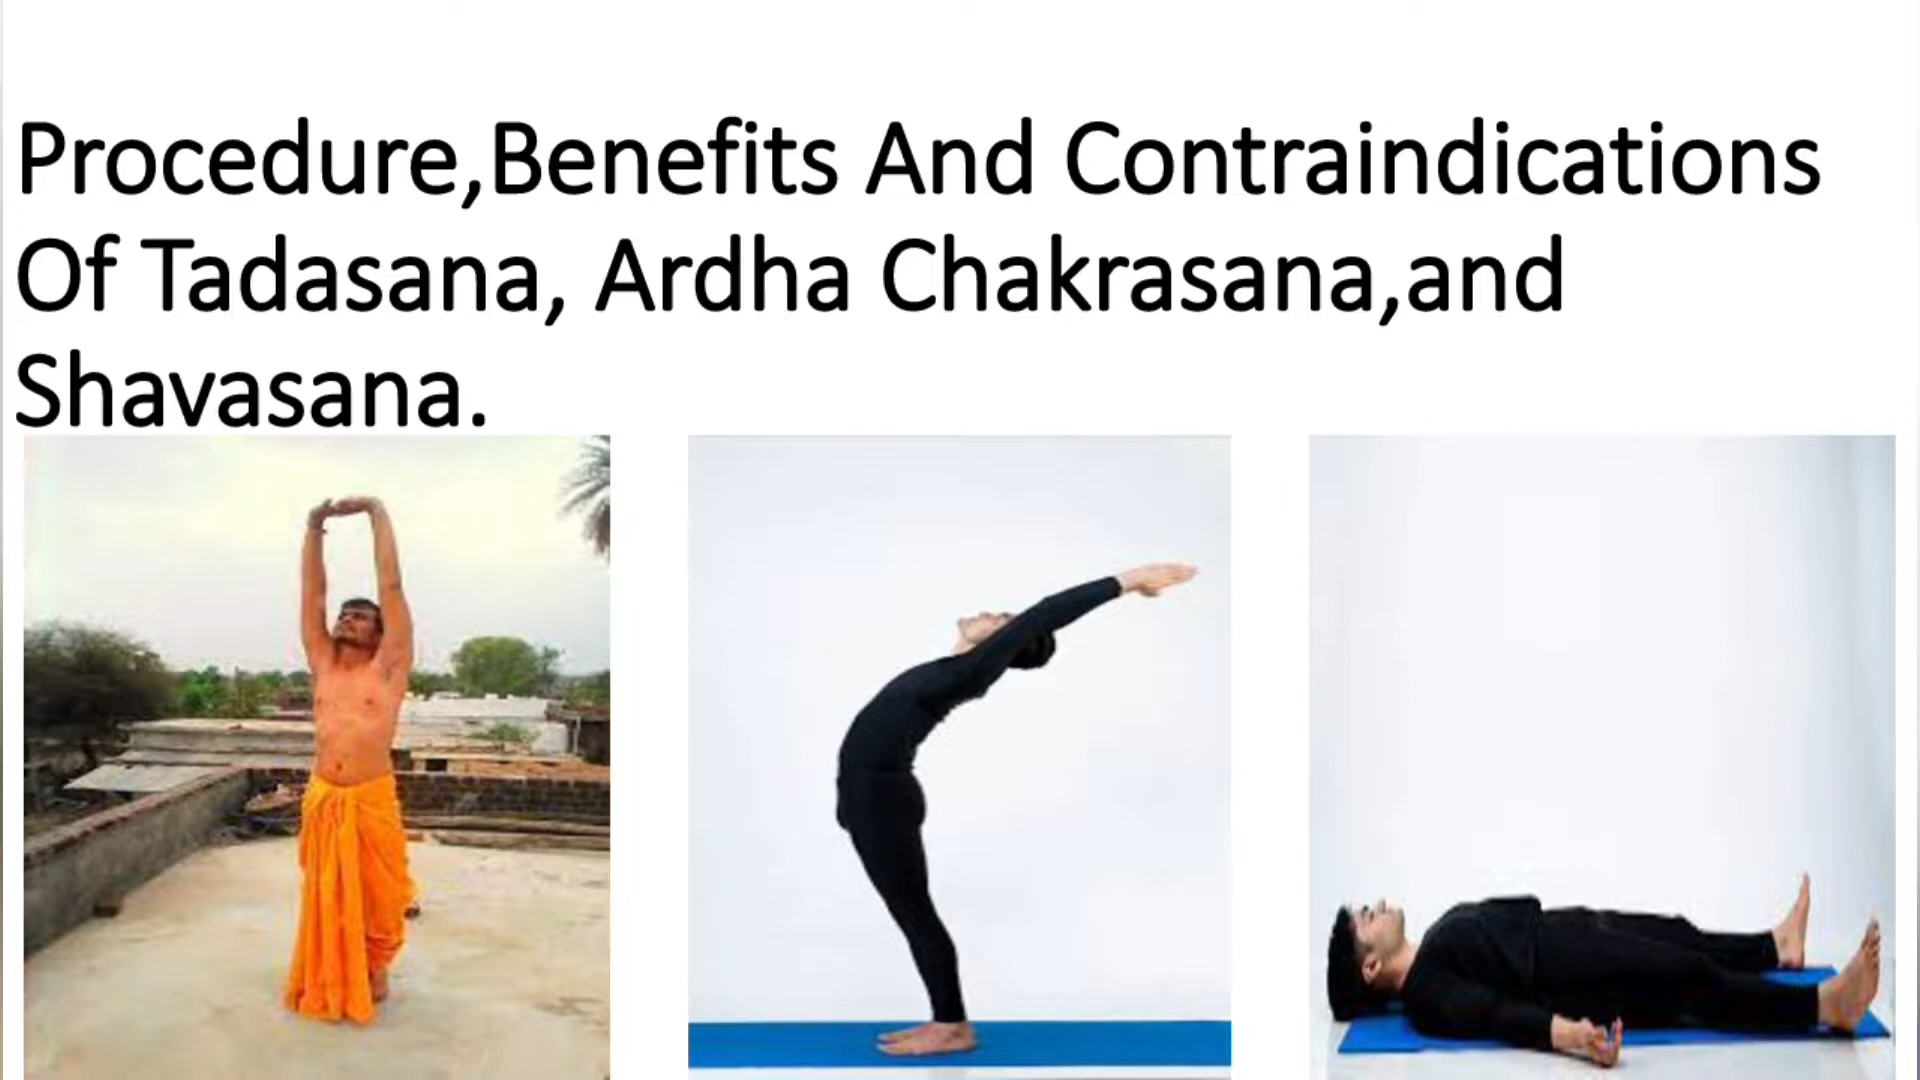 Procedure,Benefits And Contraindications
Of Tadasana, Ardha Chakrasana,and
Shavasana.